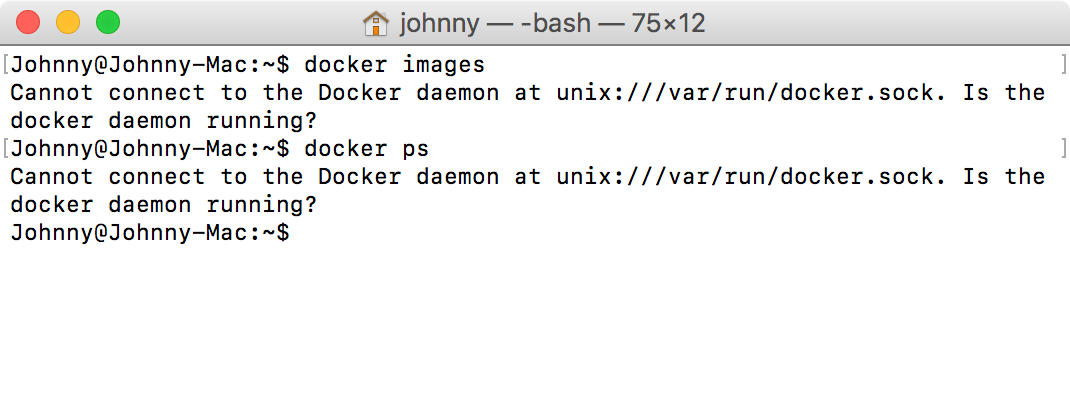 johnny — -bash — 75×12
[Johnny@Johnny-Mac:~$ docker images ]
Cannot connect to the Docker daemon at unix:///var/run/docker.sock. Is the
docker daemon running?
[Johnny@Johnny-Mac:~$ docker ps ]
Cannot connect to the Docker daemon at unix:///var/run/docker.sock. Is the
docker daemon running?
Johnny@Johnny-Mac:~$